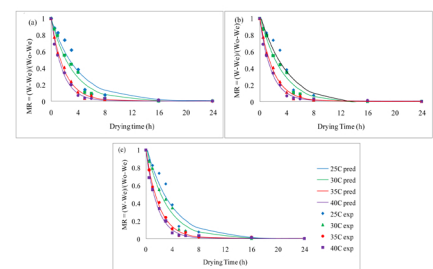 (a)
MR = (W-We)/(Wo-We)
1
0.8
0.6
0.4
0.2
0
0 4 8 12 16 20 24
Drying time (h)
(b)
MR = (W-We)/(Wo-We)
1
0.8
0.6
0.4
0.2
0
0 4 8 12 16 20 24
Drying Time (h)
(c)
MR = (W-We)/(Wo-We)
1
0.8
0.6
0.4
0.2
0
0 4 8 12 16 20 24
Drying Time (h)
25C pred
30C pred
35C pred
40C pred
25C exp
30C exp
35C exp
40C exp